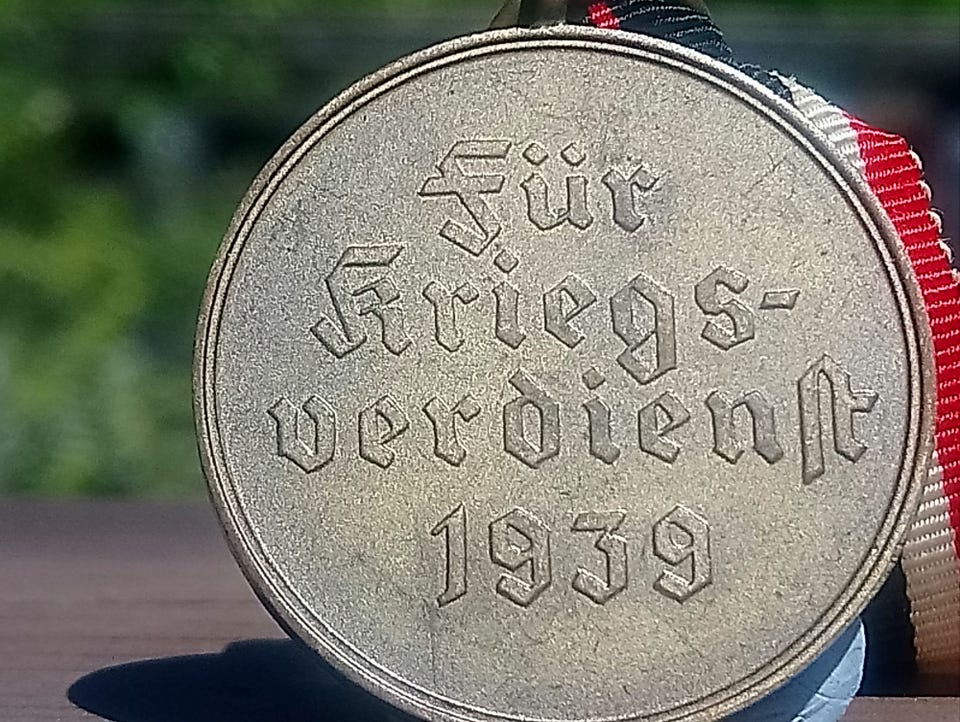 Für
Kriegs-
verdienst
1939